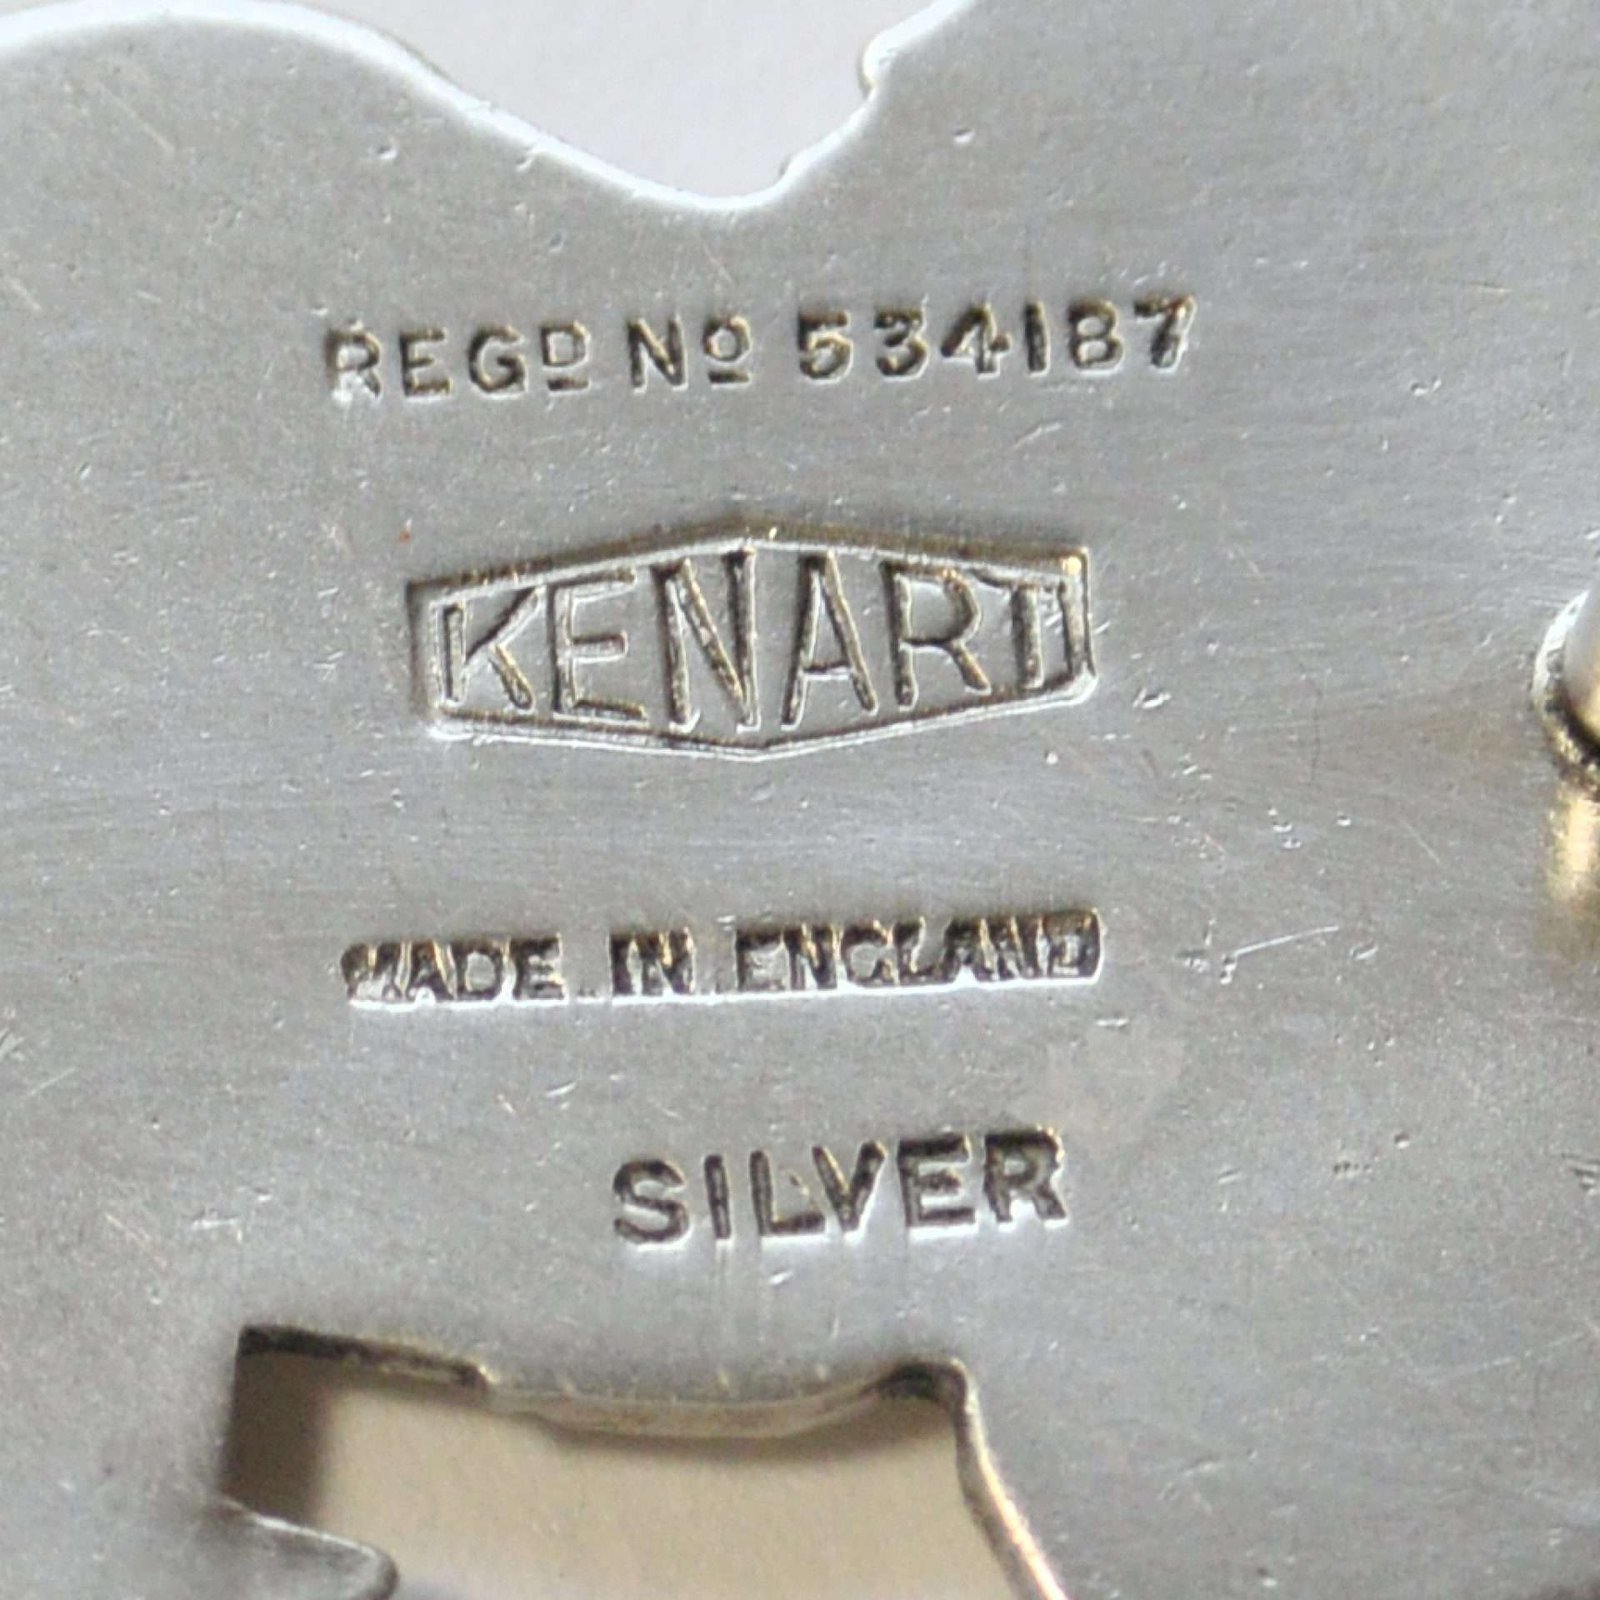 REGD No 534187
KENART
MADE IN ENGLAND
SILVER